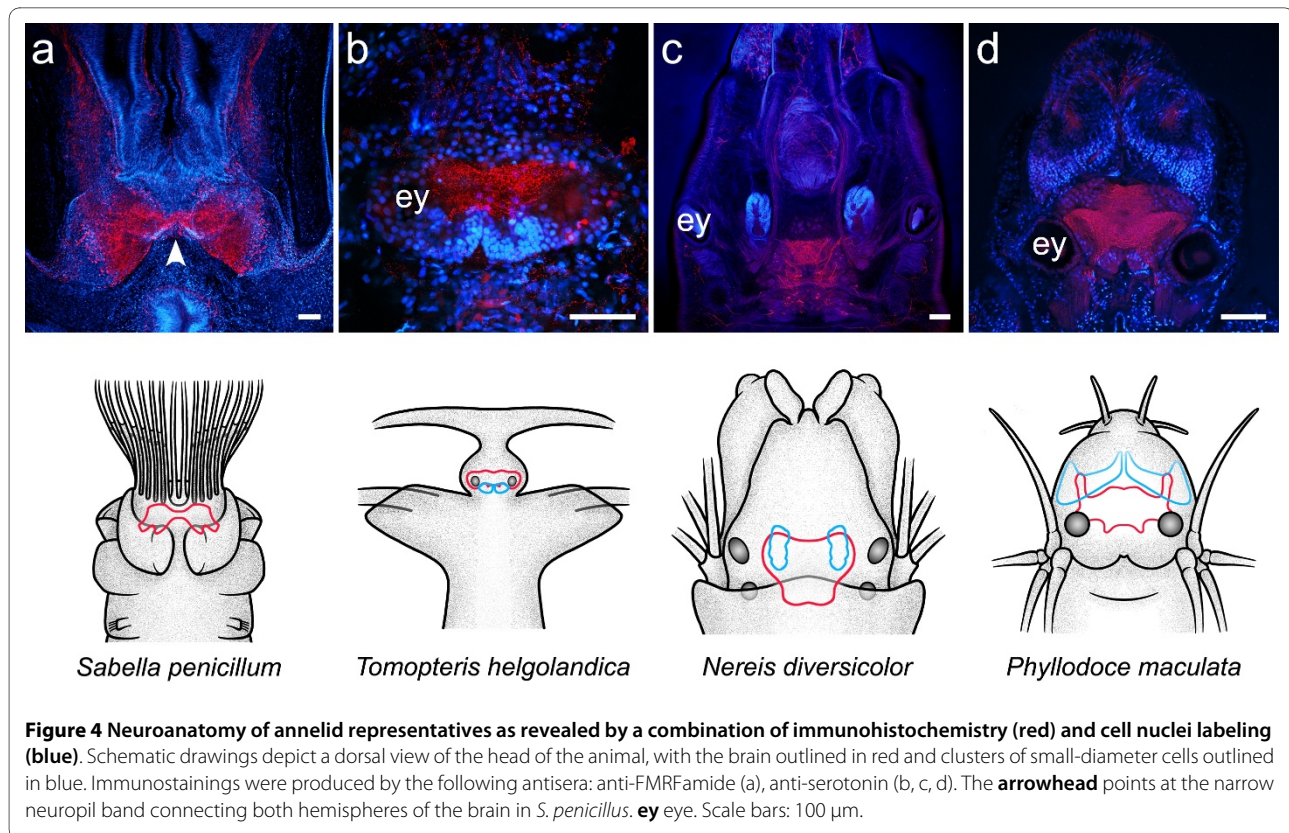 a b c d
ey ey ey ey
Sabella penicillum Tomopteris helgolandica Nereis diversicolor Phyllodoce maculata
Figure 4 Neuroanatomy of annelid representatives as revealed by a combination of immunohistochemistry (red) and cell nuclei labeling
(blue). Schematic drawings depict a dorsal view of the head of the animal, with the brain outlined in red and clusters of small-diameter cells outlined
in blue. Immunostainings were produced by the following antisera: anti-FMRFamide (a), anti-serotonin (b, c, d). The arrowhead points at the narrow
neuropil band connecting both hemispheres of the brain in S. penicillus. ey eye. Scale bars: 100 μm.